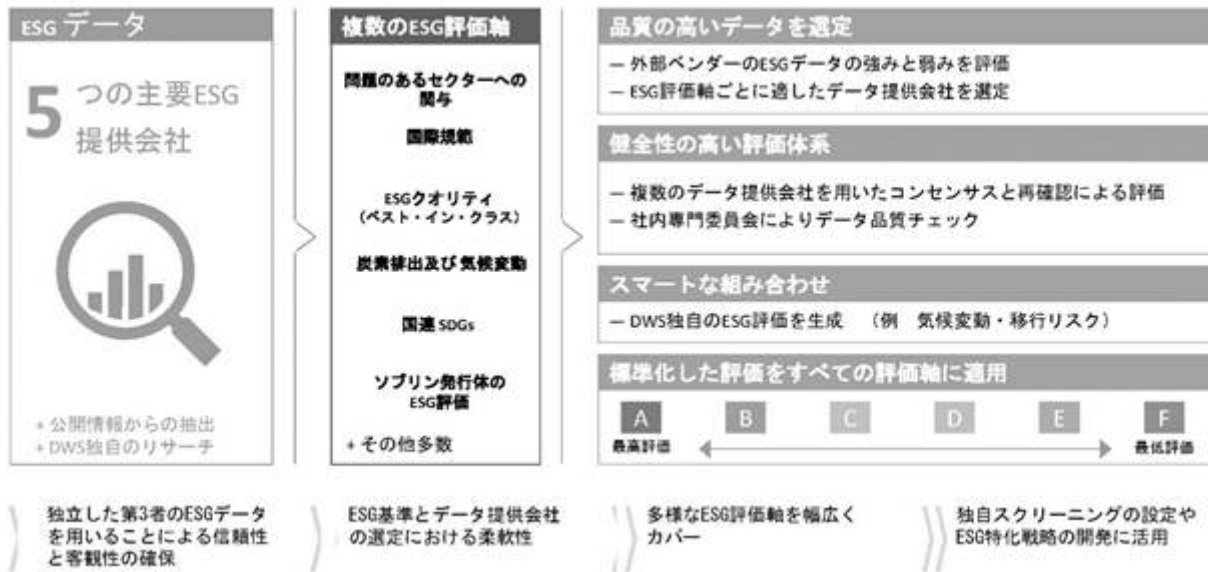 ESG データ
5 つの主要ESG
提供会社
+ 公開情報からの抽出
+ DWS独自のリサーチ
複数のESG評価軸
問題のあるセクターへの
関与
国際規範
ESGクオリティ
(ベスト・イン・クラス)
炭素排出及び 気候変動
国連 SDGs
ソブリン発行体の
ESG評価
+ その他多数
品質の高いデータを選定
— 外部ベンダーのESGデータの強みと弱みを評価
— ESG評価軸ごとに適したデータ提供会社を選定
健全性の高い評価体系
— 複数のデータ提供会社を用いたコンセンサスと再確認による評価
— 社内専門委員会によりデータ品質チェック
スマートな組み合わせ
— DWS独自のESG評価を生成 (例 気候変動・移行リスク)
標準化した評価をすべての評価軸に適用
A B C D E F
最高評価 最低評価
独立した第3者のESGデータ
を用いることによる信頼性
と客観性の確保
ESG基準とデータ提供会社
の選定における柔軟性
多様なESG評価軸を幅広く
カバー
独自スクリーニングの設定や
ESG特化戦略の開発に活用